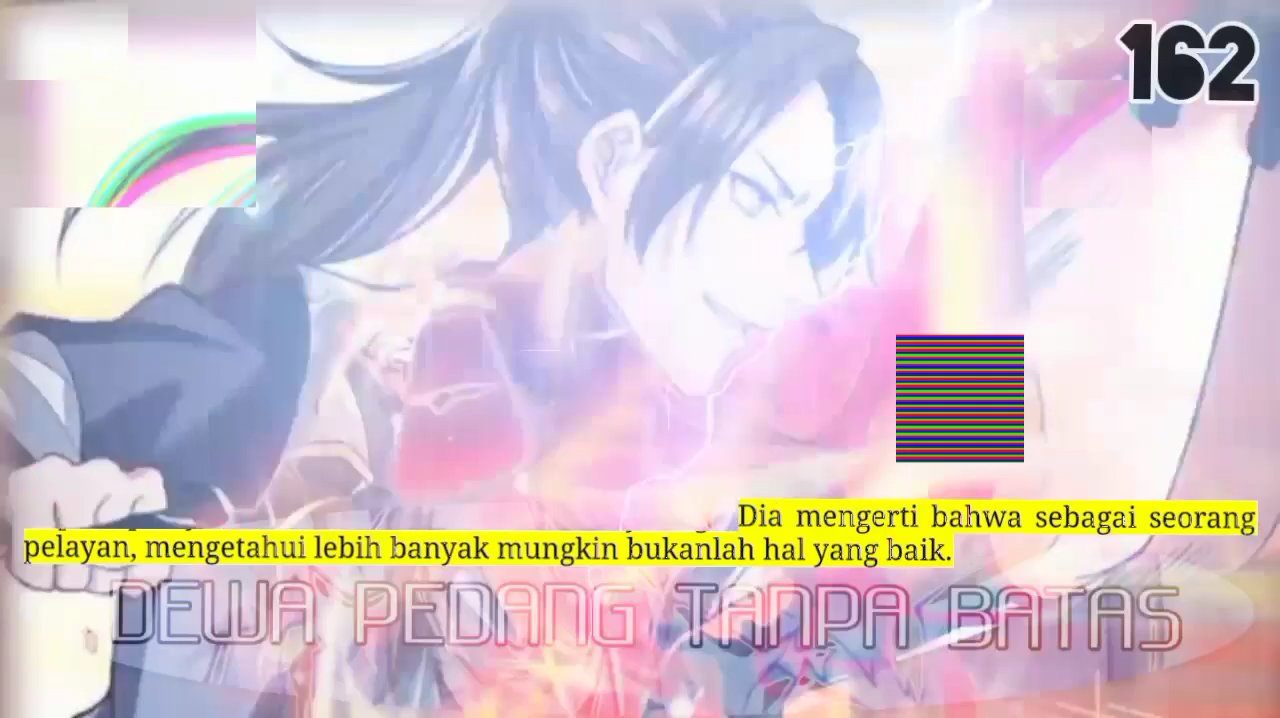 162
Dia mengerti bahwa sebagai seorang
pelayan, mengetahui lebih banyak mungkin bukanlah hal yang baik.
DEWA PEDANG TANPA BATAS